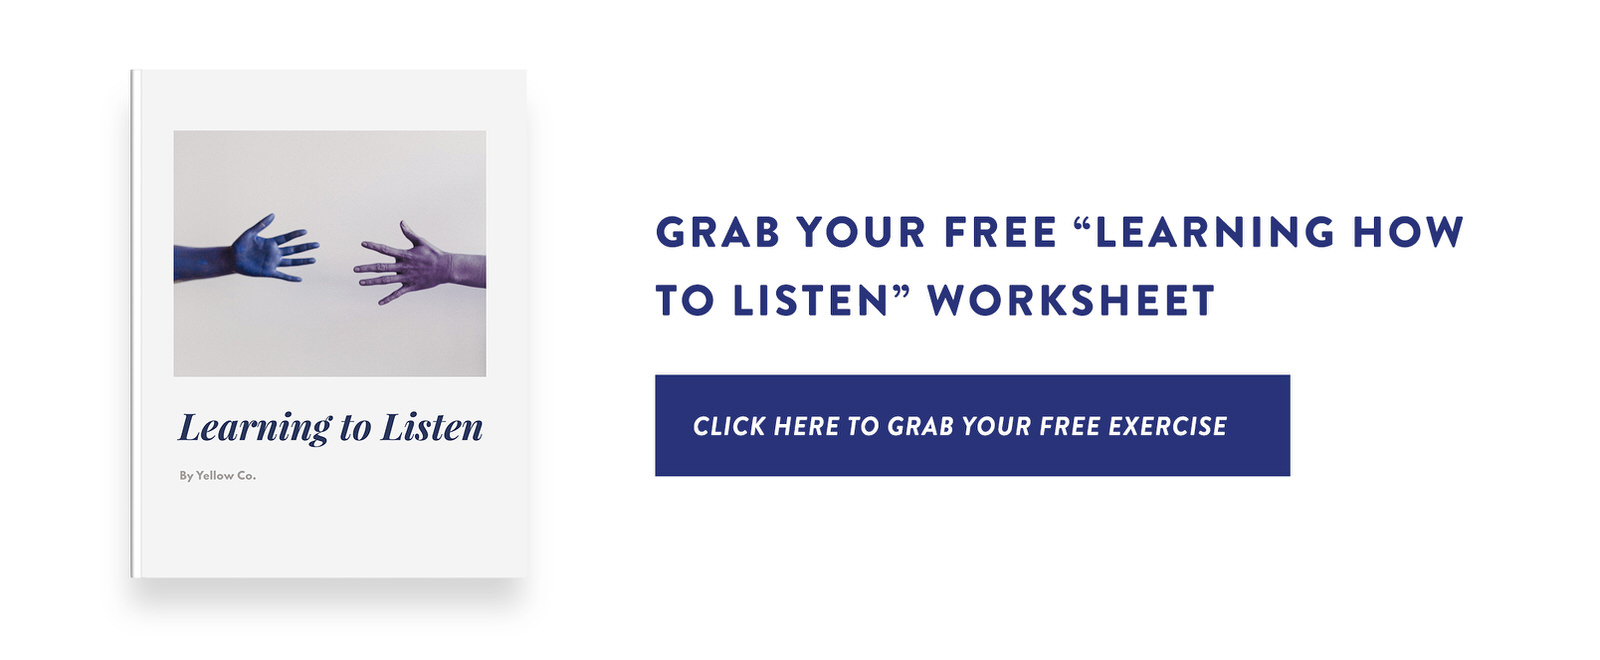 Learning to Listen
By Yellow Co.
GRAB YOUR FREE “LEARNING HOW
TO LISTEN” WORKSHEET
CLICK HERE TO GRAB YOUR FREE EXERCISE